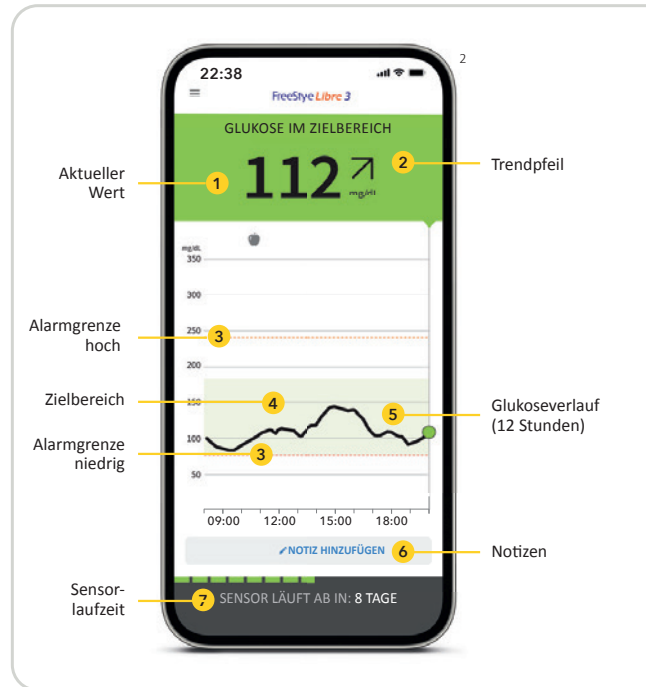 2
22:38
FreeStye Libre 3
GLUKOSE IM ZIELBEREICH
Aktueller
Wert
1
112
mg/dl
2
Trendpfeil
mg/dL
350
300
Alarmgrenze
hoch
250
3
200
Zielbereich
150
4
5
Glukoseverlauf
(12 Stunden)
100
Alarmgrenze
niedrig
3
50
09:00 12:00 15:00 18:00
NOTIZ HINZUFÜGEN
6
Notizen
Sensor-
laufzeit
7
SENSOR LÄUFT AB IN: 8 TAGE